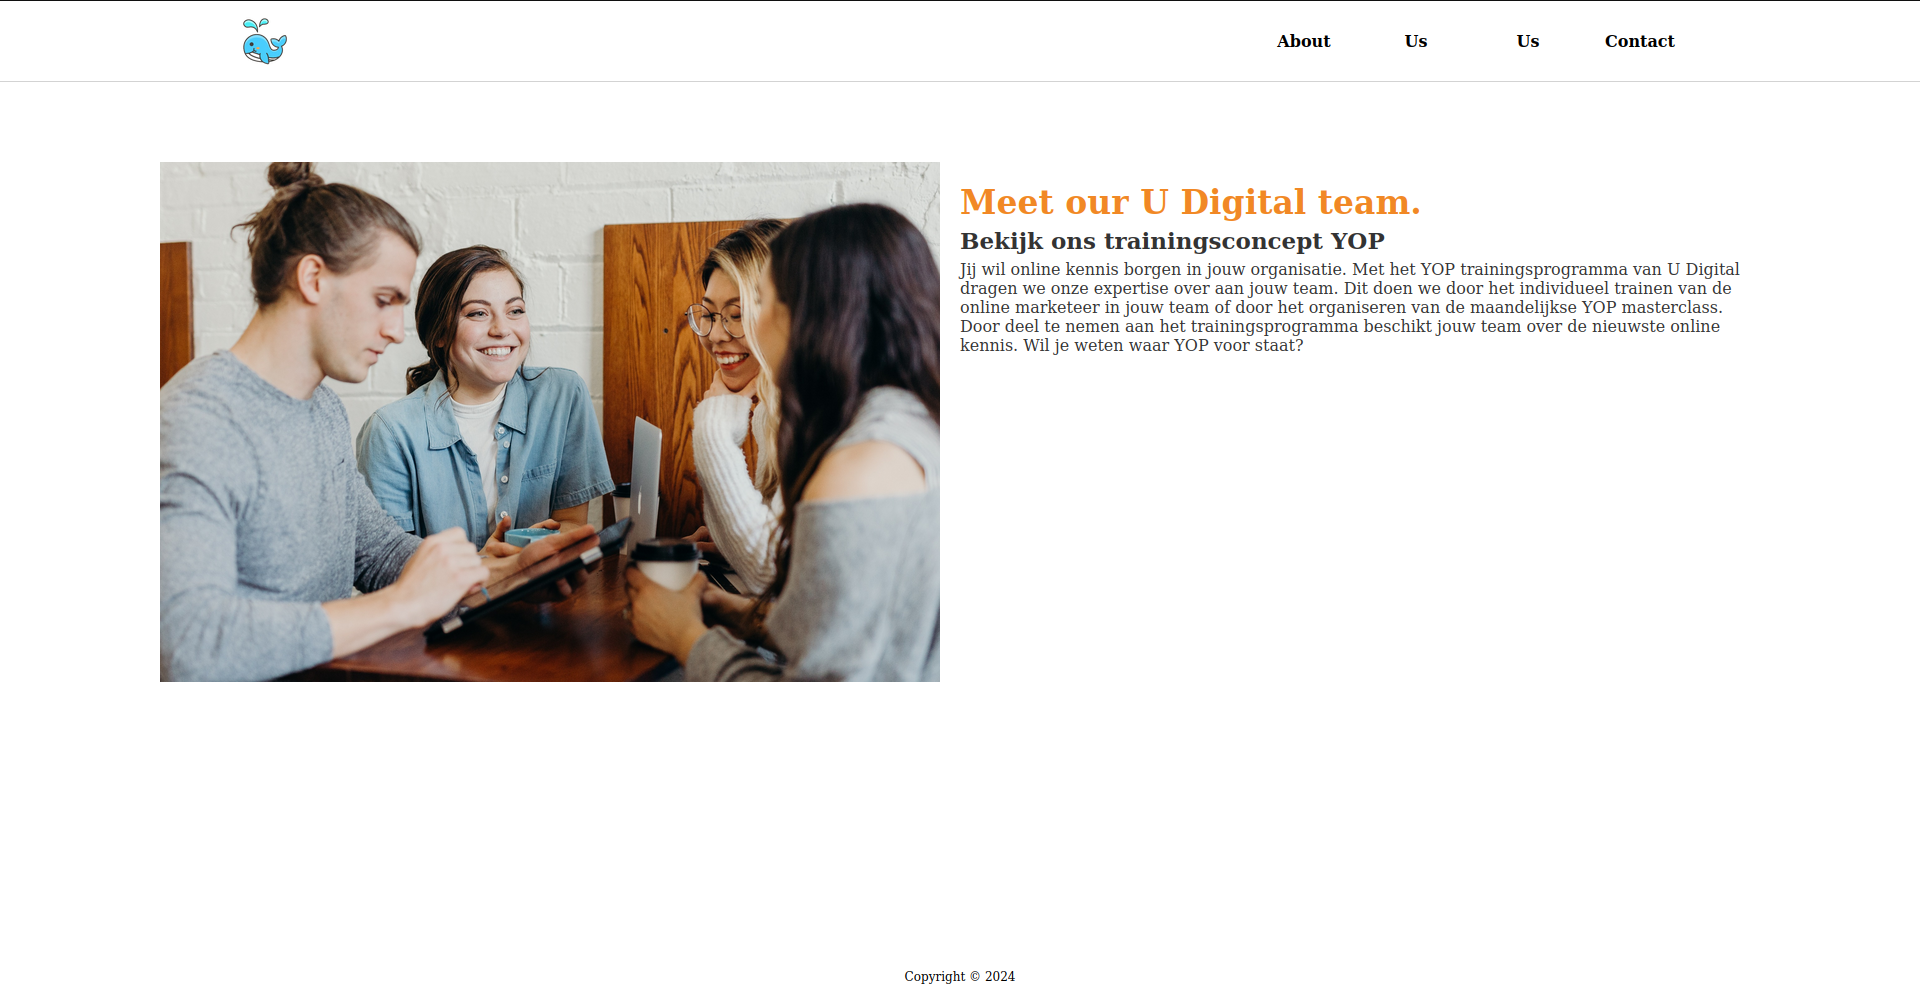 About Us Us Contact
Meet our U Digital team.
Bekijk ons trainingsconcept YOP
Jij wil online kennis borgen in jouw organisatie. Met het YOP trainingsprogramma van U Digital
dragen we onze expertise over aan jouw team. Dit doen we door het individueel trainen van de
online marketeer in jouw team of door het organiseren van de maandelijkse YOP masterclass.
Door deel te nemen aan het trainingsprogramma beschikt jouw team over de nieuwste online
kennis. Wil je weten waar YOP voor staat?
Copyright © 2024